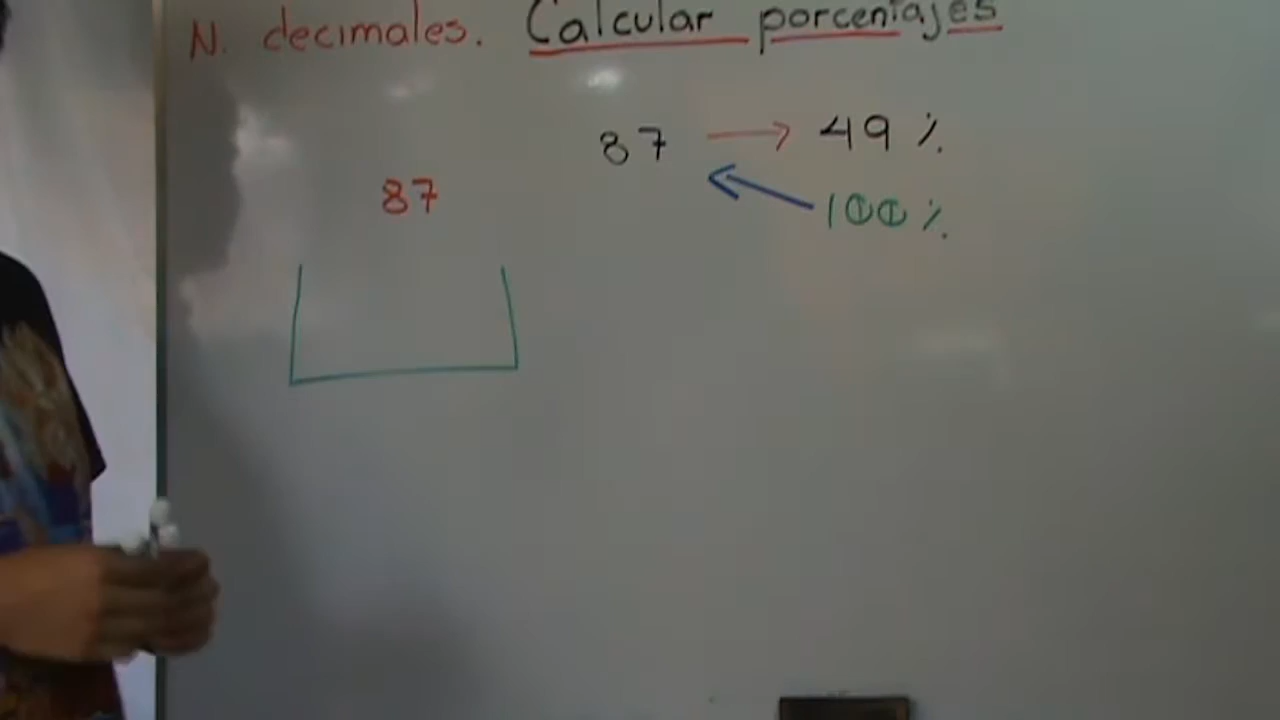 N. decimales. Calcular porcentajes
87 → 49 %
87
← 100 %